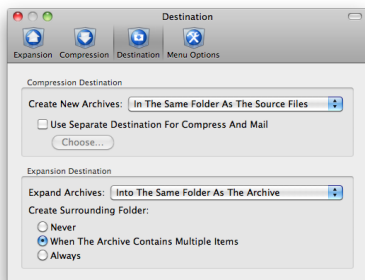 Destination
Expansion Compression Destination Menu Options
Compression Destination
Create New Archives: In The Same Folder As The Source Files
Use Separate Destination For Compress And Mail
Choose...
Expansion Destination
Expand Archives: Into The Same Folder As The Archive
Create Surrounding Folder:
Never
When The Archive Contains Multiple Items
Always